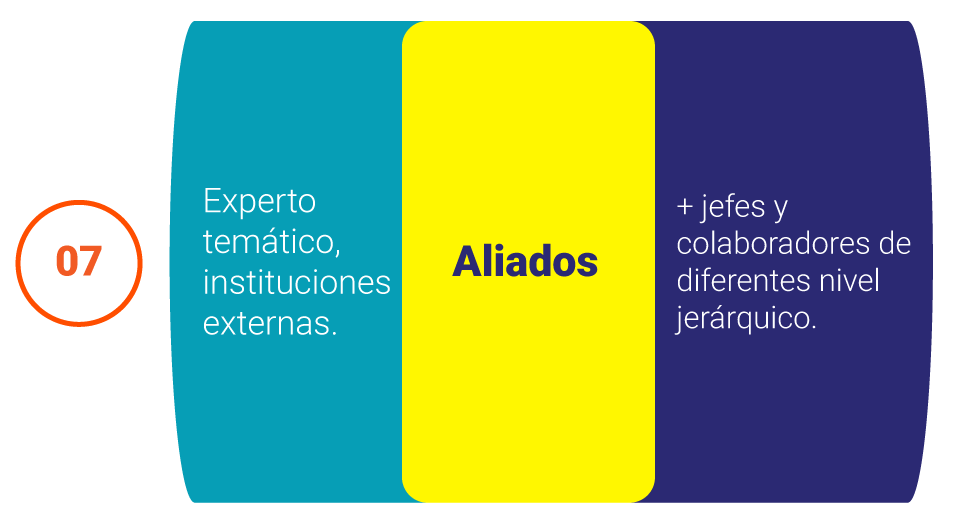 07
Experto
temático,
instituciones
externas.
Aliados
+ jefes y
colaboradores de
diferentes nivel
jerárquico.